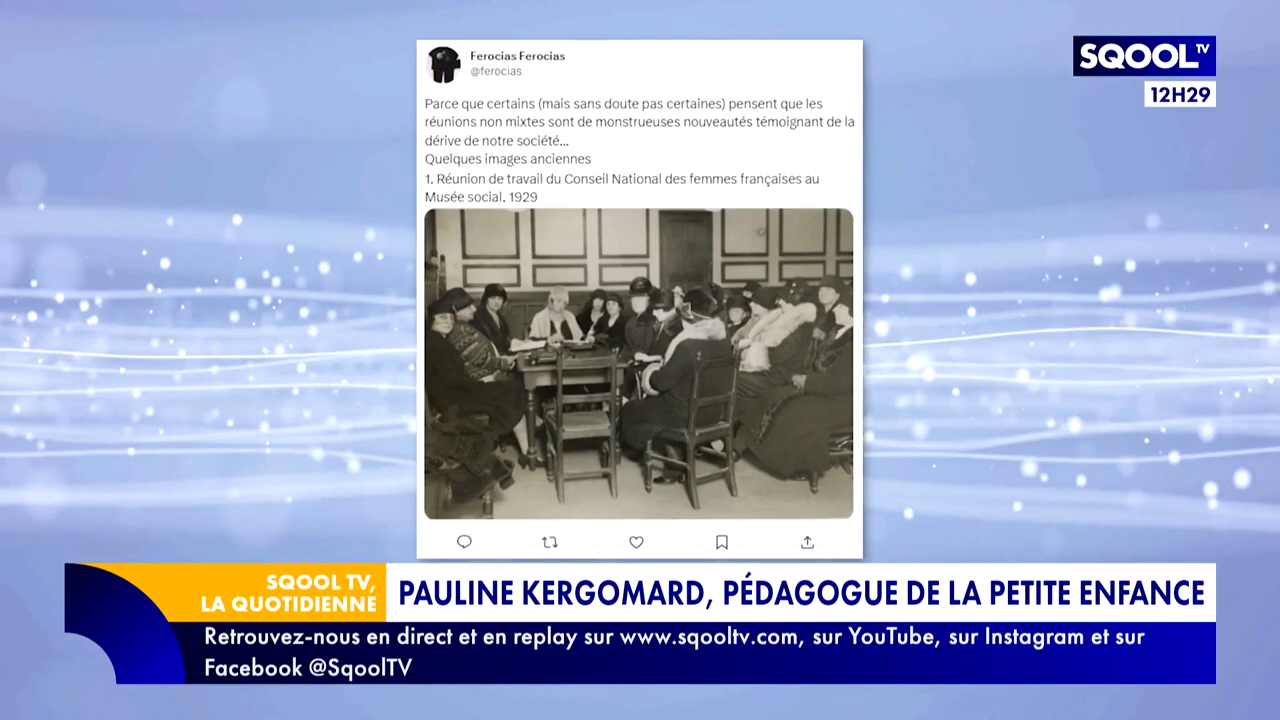 Ferocias Ferocias
@ferocias
Parce que certains (mais sans doute pas certaines) pensent que les
réunions non mixtes sont de monstrueuses nouveautés témoignant de la
dérive de notre société...
Quelques images anciennes
1. Réunion de travail du Conseil National des femmes françaises au
Musée social, 1929
SQOOL TV
12H29
SQOOL TV,
LA QUOTIDIENNE
PAULINE KERGOMARD, PÉDAGOGUE DE LA PETITE ENFANCE
Retrouvez-nous en direct et en replay sur www.sqooltv.com, sur YouTube, sur Instagram et sur
Facebook @SqoolTV